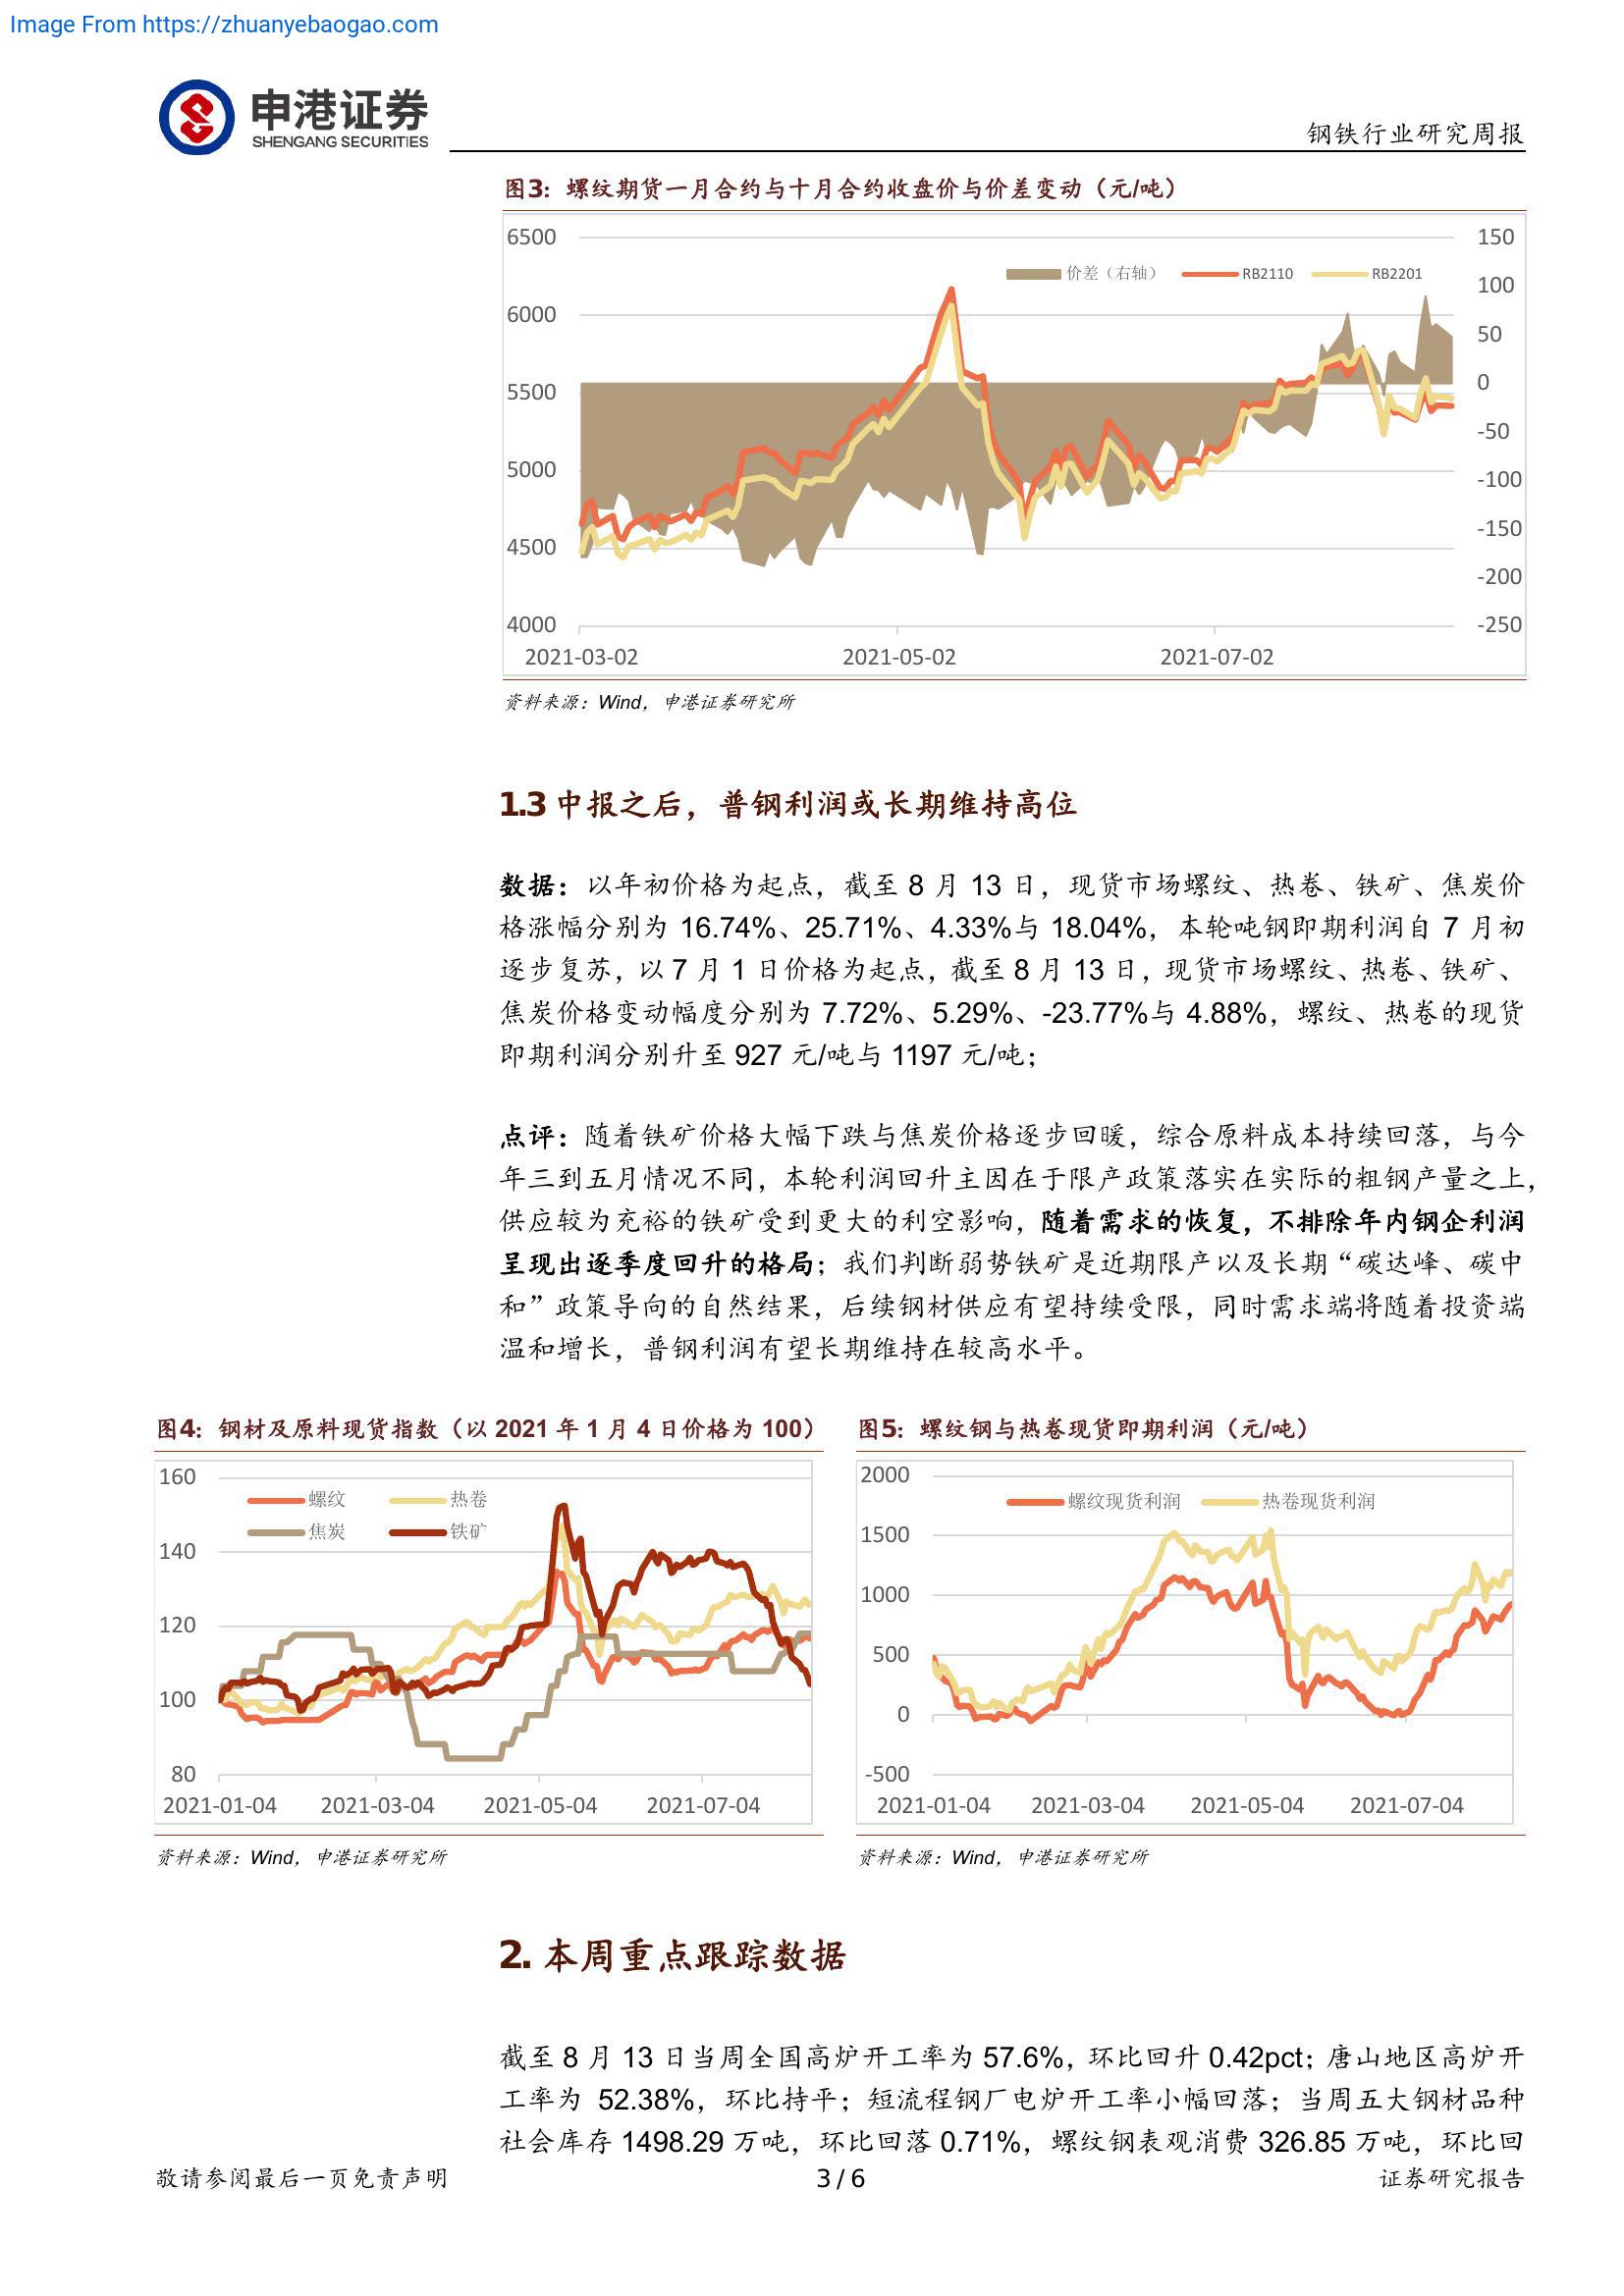 Image From https://zhuanyebaogao.com
申港证券
SHENGANG SECURITIES
钢铁行业研究周报
图3：螺纹期货一月合约与十月合约收盘价与价差变动（元/吨）
6500 150
价差（右轴） RB2110 RB2201
100
6000
50
5500 0
-50
5000 -100
-150
4500
-200
4000 -250
2021-03-02 2021-05-02 2021-07-02
资料来源：Wind，申港证券研究所
1.3 中报之后，普钢利润或长期维持高位
数据：以年初价格为起点，截至 8 月 13 日，现货市场螺纹、热卷、铁矿、焦炭价
格涨幅分别为 16.74%、25.71%、4.33%与 18.04%，本轮吨钢即期利润自 7 月初
逐步复苏，以 7 月 1 日价格为起点，截至 8 月 13 日，现货市场螺纹、热卷、铁矿、
焦炭价格变动幅度分别为 7.72%、5.29%、-23.77%与 4.88%，螺纹、热卷的现货
即期利润分别升至 927 元/吨与 1197 元/吨；
点评：随着铁矿价格大幅下跌与焦炭价格逐步回暖，综合原料成本持续回落，与今
年三到五月情况不同，本轮利润回升主因在于限产政策落实在实际的粗钢产量之上，
供应较为充裕的铁矿受到更大的利空影响，随着需求的恢复，不排除年内钢企利润
呈现出逐季度回升的格局；我们判断弱势铁矿是近期限产以及长期“碳达峰、碳中
和”政策导向的自然结果，后续钢材供应有望持续受限，同时需求端将随着投资端
温和增长，普钢利润有望长期维持在较高水平。
图4：钢材及原料现货指数（以 2021 年 1 月 4 日价格为 100）
160
螺纹 热卷
焦炭 铁矿
140
120
100
80
2021-01-04 2021-03-04 2021-05-04 2021-07-04
资料来源：Wind，申港证券研究所
图5：螺纹钢与热卷现货即期利润（元/吨）
2000
螺纹现货利润 热卷现货利润
1500
1000
500
0
-500
2021-01-04 2021-03-04 2021-05-04 2021-07-04
资料来源：Wind，申港证券研究所
2. 本周重点跟踪数据
截至 8 月 13 日当周全国高炉开工率为 57.6%，环比回升 0.42pct；唐山地区高炉开
工率为 52.38%，环比持平；短流程钢厂电炉开工率小幅回落；当周五大钢材品种
社会库存 1498.29 万吨，环比回落 0.71%，螺纹钢表观消费 326.85 万吨，环比回
敬请参阅最后一页免责声明 3 / 6 证券研究报告